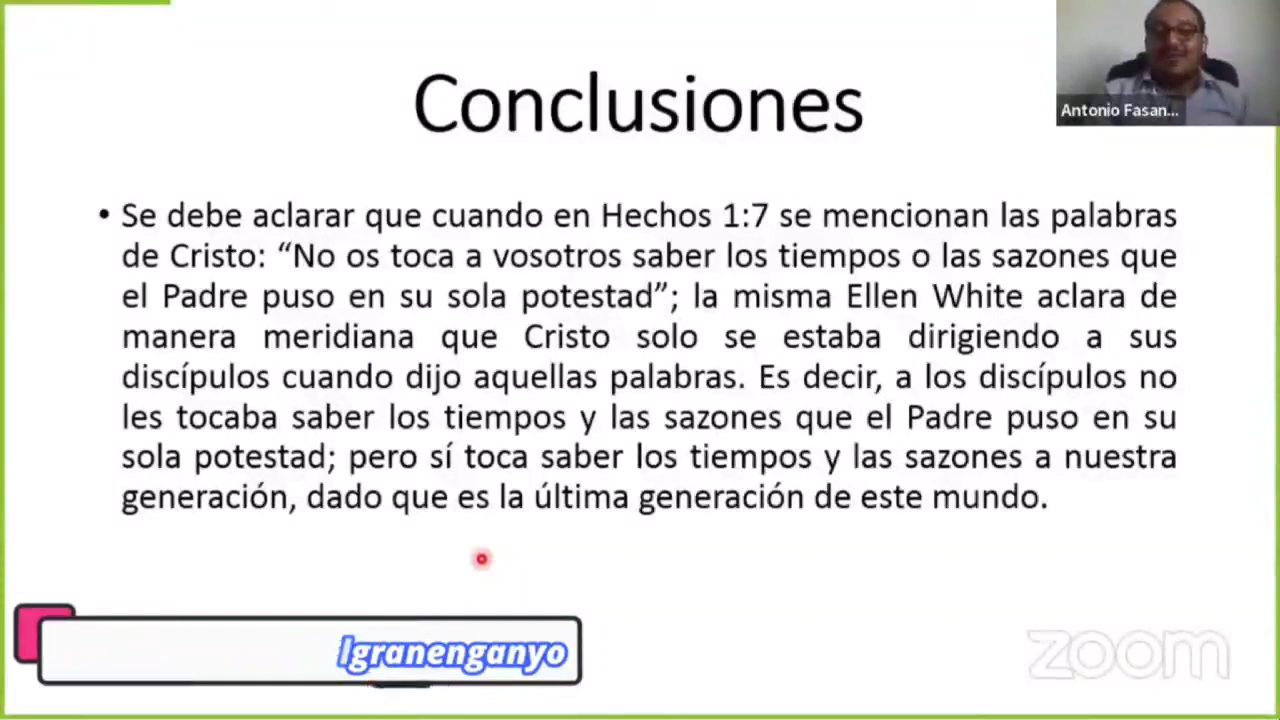 Conclusiones
Antonio Fasan...
• Se debe aclarar que cuando en Hechos 1:7 se mencionan las palabras
de Cristo: “No os toca a vosotros saber los tiempos o las sazones que
el Padre puso en su sola potestad”; la misma Ellen White aclara de
manera meridiana que Cristo solo se estaba dirigiendo a sus
discípulos cuando dijo aquellas palabras. Es decir, a los discípulos no
les tocaba saber los tiempos y las sazones que el Padre puso en su
sola potestad; pero sí toca saber los tiempos y las sazones a nuestra
generación, dado que es la última generación de este mundo.
Igranenganyo
zoom